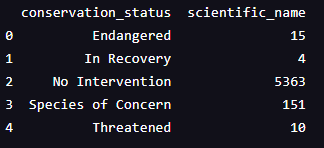 conservation_status scientific_name
0 Endangered 15
1 In Recovery 4
2 No Intervention 5363
3 Species of Concern 151
4 Threatened 10